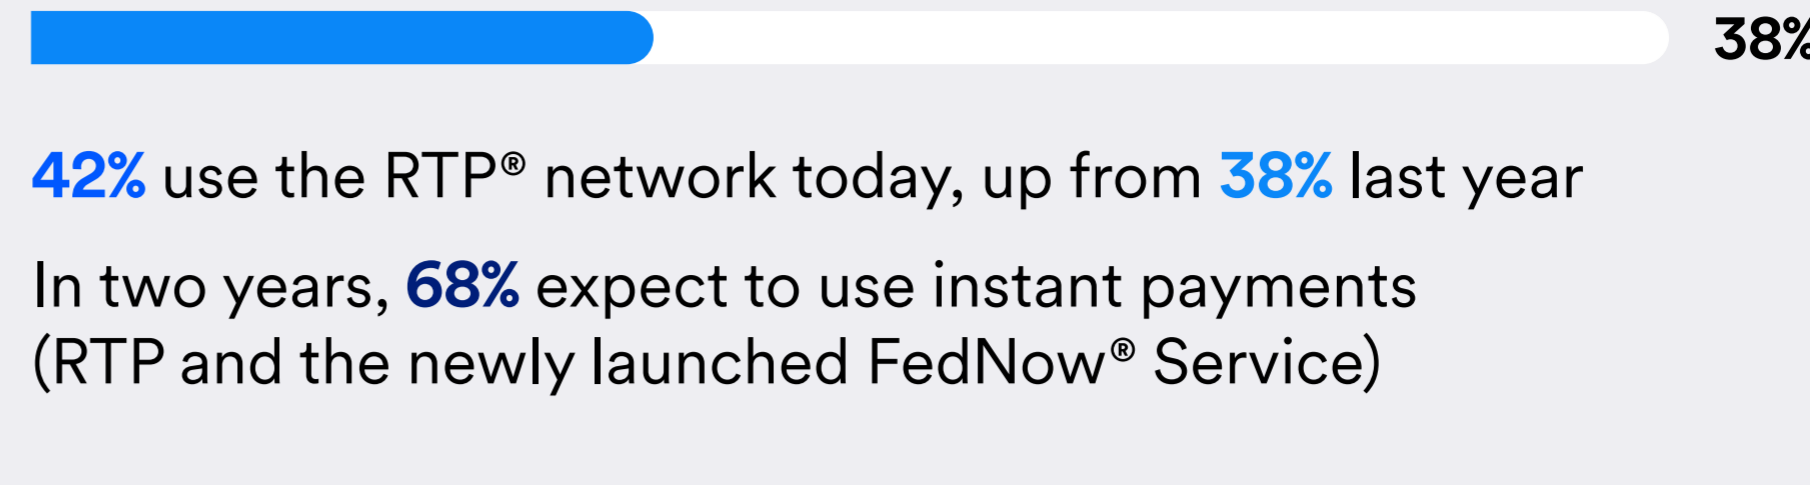 38%
42% use the RTP® network today, up from 38% last year
In two years, 68% expect to use instant payments
(RTP and the newly launched FedNow® Service)